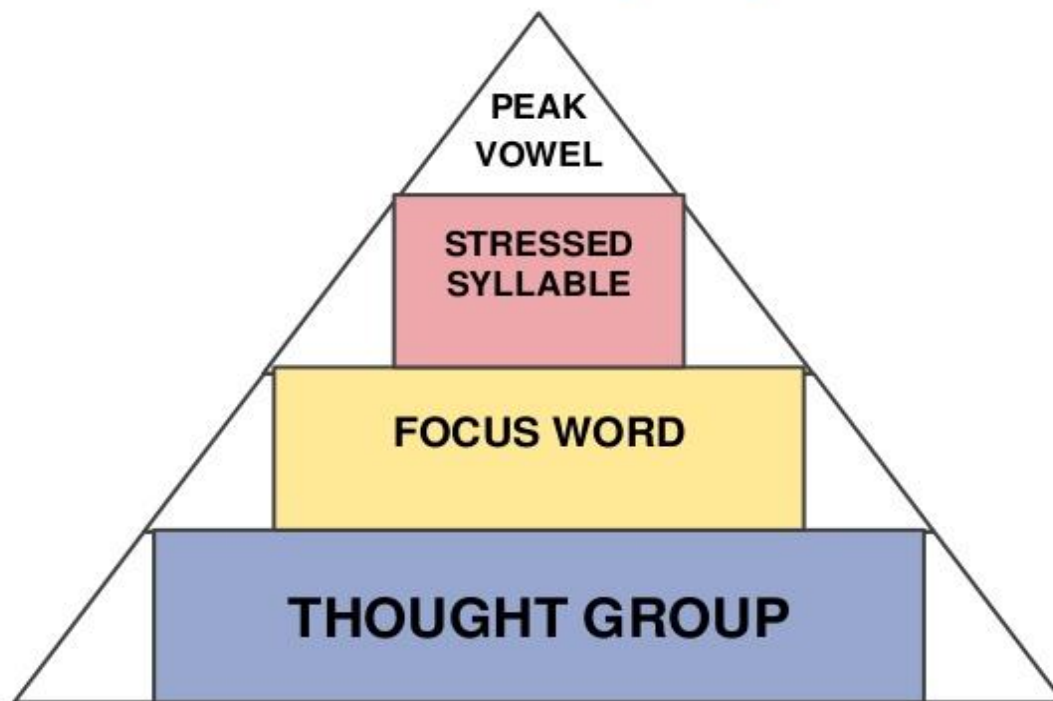 PEAK
VOWEL
STRESSED
SYLLABLE
FOCUS WORD
THOUGHT GROUP